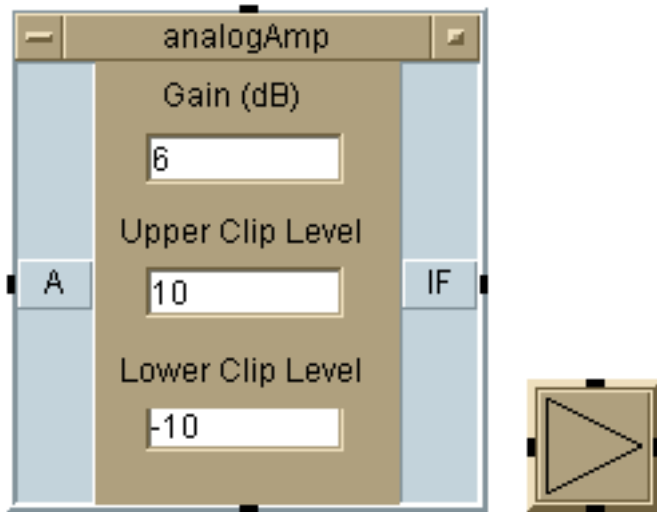 analogAmp
Gain (dB)
6
Upper Clip Level
A
10
IF
Lower Clip Level
-10